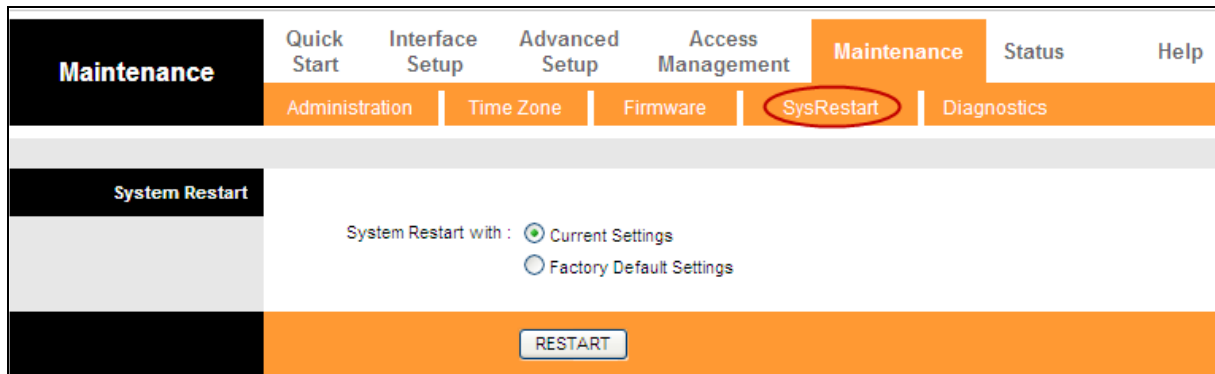 Maintenance
Quick Start
Interface Setup
Advanced Setup
Access Management
Maintenance
Status
Help
Administration
Time Zone
Firmware
SysRestart
Diagnostics
System Restart
System Restart with :
Current Settings
Factory Default Settings
RESTART